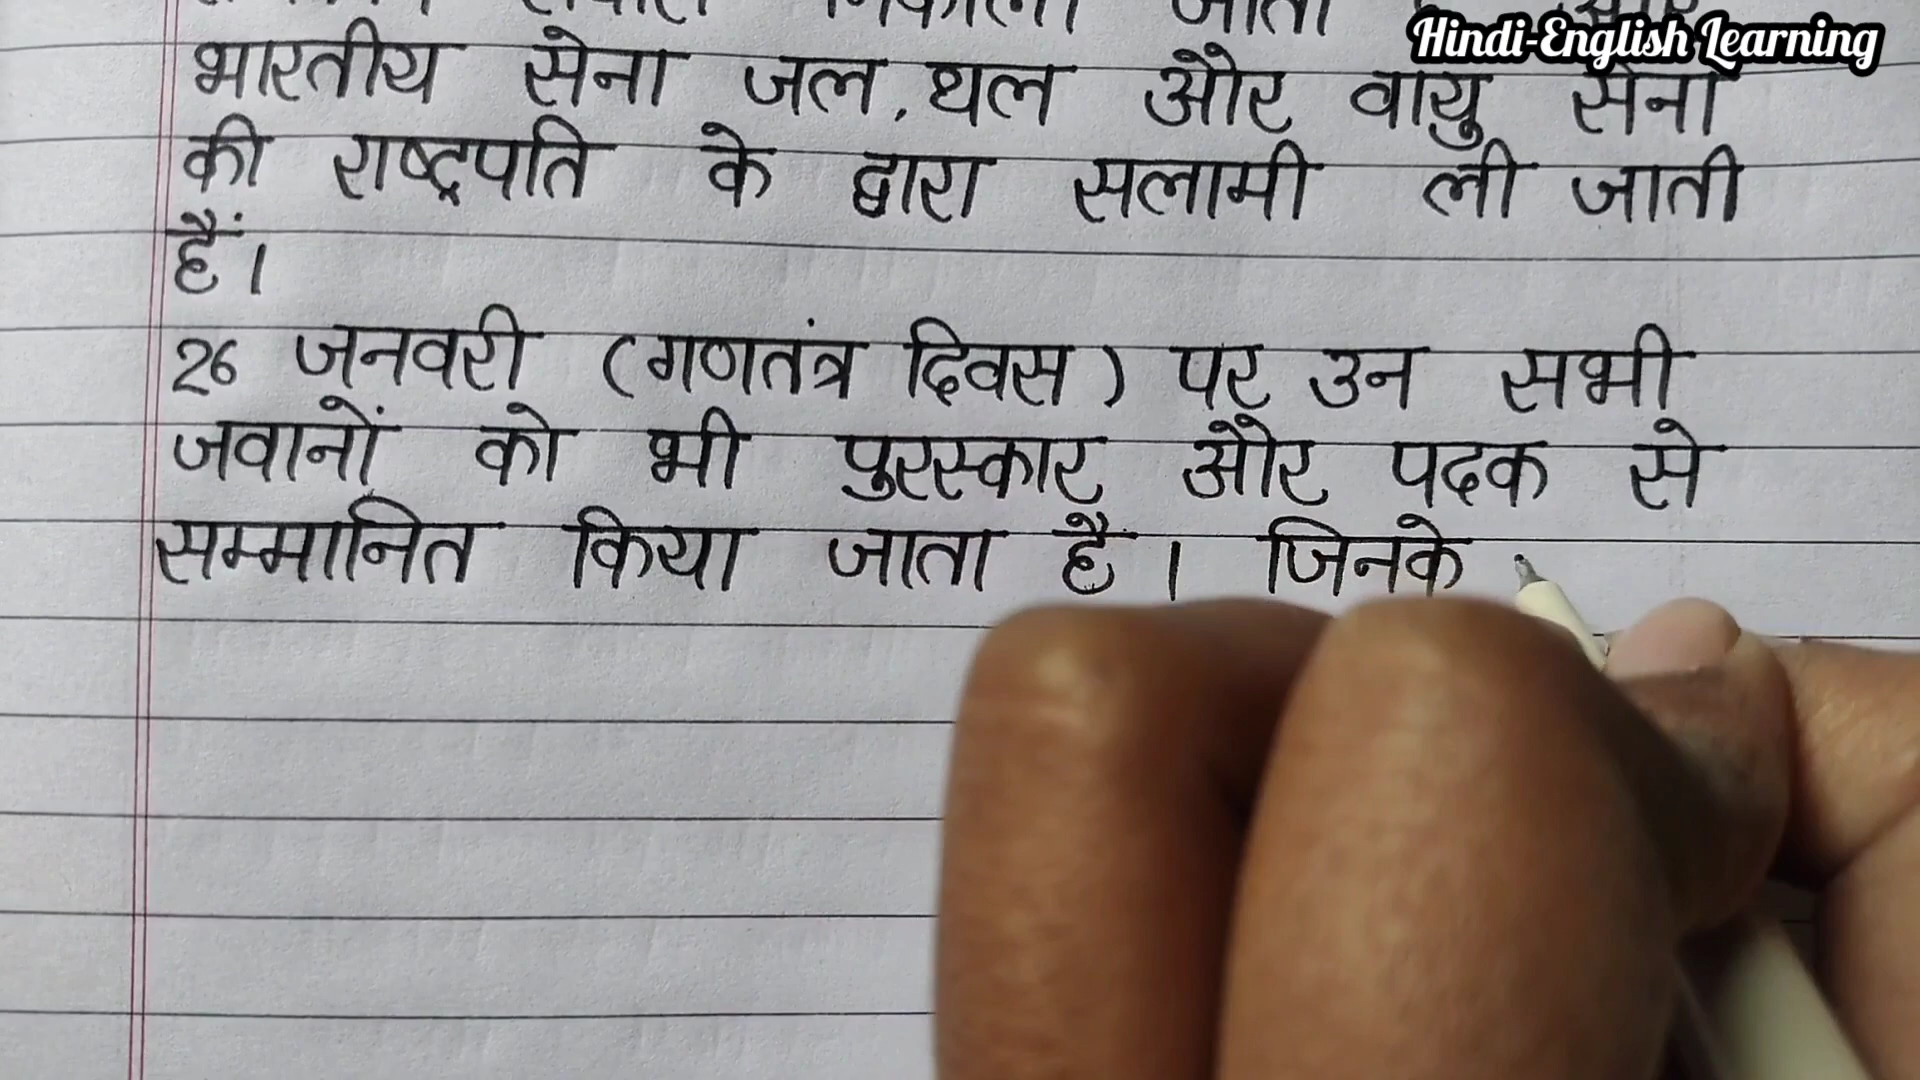 निकाली जाती
Hindi-English Learning
भारतीय सेना जल, थल और वायु सेना
की राष्ट्रपति के द्वारा सलामी ली जाती
हैं।
26 जनवरी (गणतंत्र दिवस) पर उन सभी
जवानों को भी पुरस्कार और पदक से
सम्मानित किया जाता है। जिनके